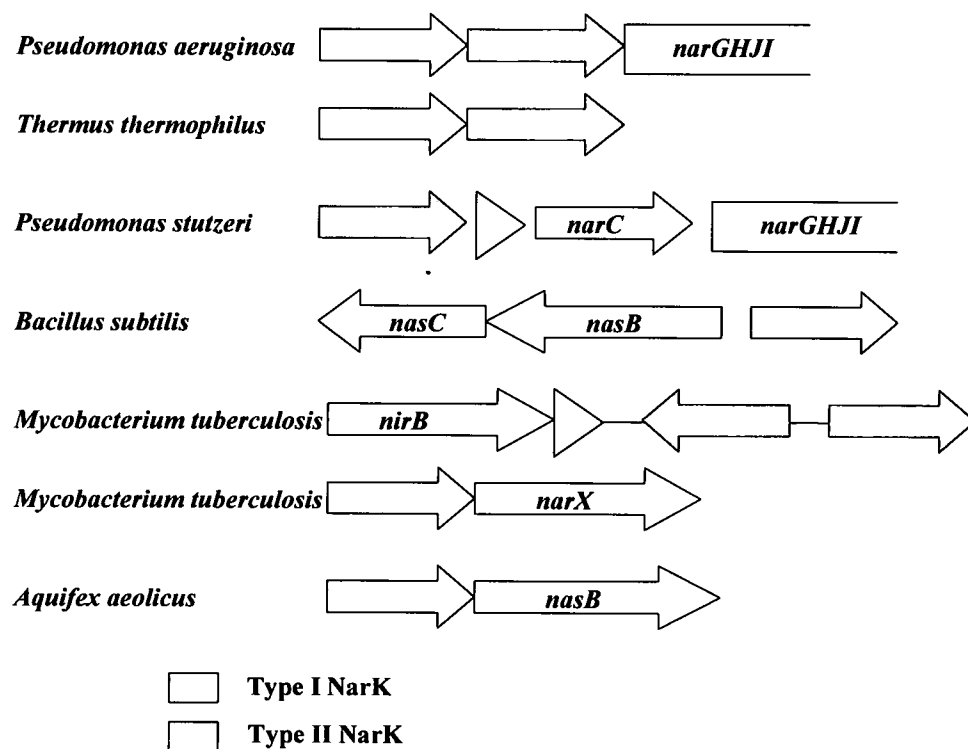 Pseudomonas aeruginosa narGHJI
Thermus thermophilus
Pseudomonas stutzeri narC narGHJI
Bacillus subtilis nasC nasB
Mycobacterium tuberculosis nirB
Mycobacterium tuberculosis narX
Aquifex aeolicus nasB
Type I NarK
Type II NarK